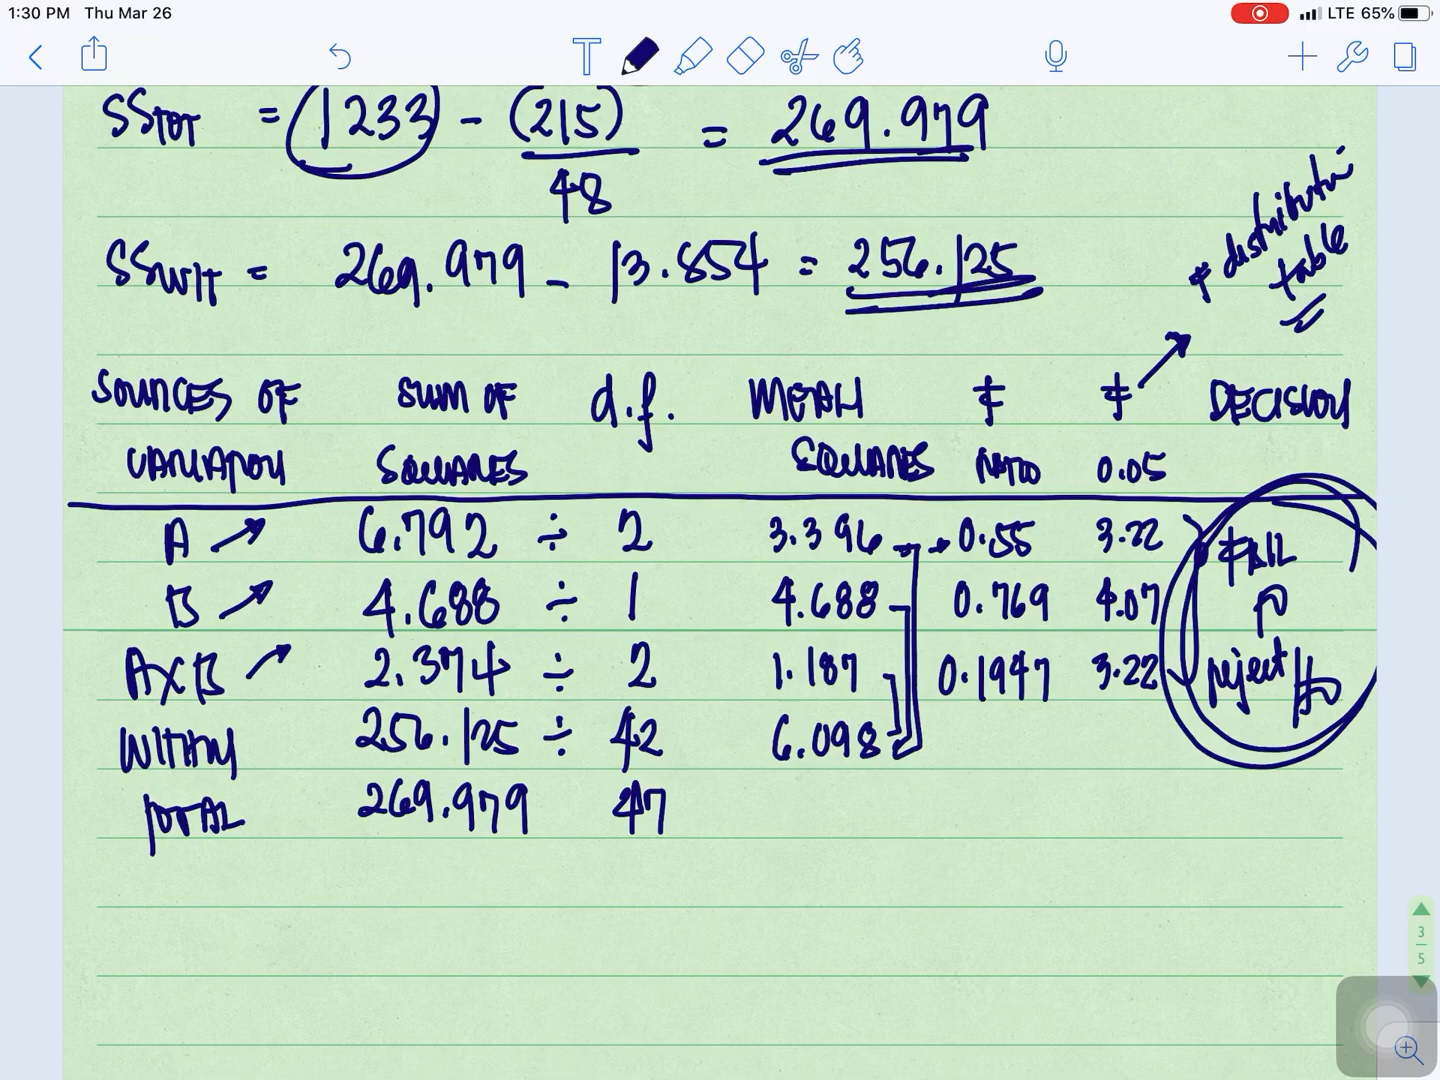 1:30 PM Thu Mar 26
LTE 65%
T
SSTOT = (1233) - (215) = 269.979
48
SSWIT = 269.979 - 13.854 = 256.125
F distribution
table
SOURCES OF SUM OF d.f. MEAN F F DECISION
VARIATION SQUARES SQUARES RATIO 0.05
A 6.792 ÷ 2 3.396 0.55 3.22 FAIL
B 4.688 ÷ 1 4.688 0.769 4.07 to
AXB 2.374 ÷ 2 1.187 0.1947 3.22 reject Ho
WITHIN 256.125 ÷ 42 6.098
TOTAL 269.979 47
3
5